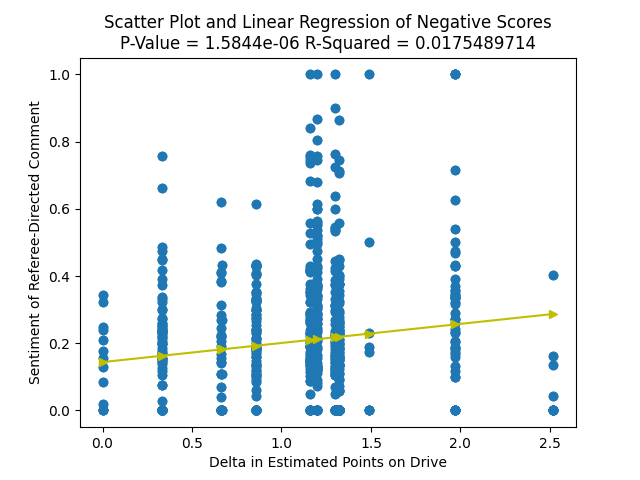 Scatter Plot and Linear Regression of Negative Scores
P-Value = 1.5844e-06 R-Squared = 0.0175489714
Sentiment of Referee-Directed Comment
1.0
0.8
0.6
0.4
0.2
0.0
0.0 0.5 1.0 1.5 2.0 2.5
Delta in Estimated Points on Drive